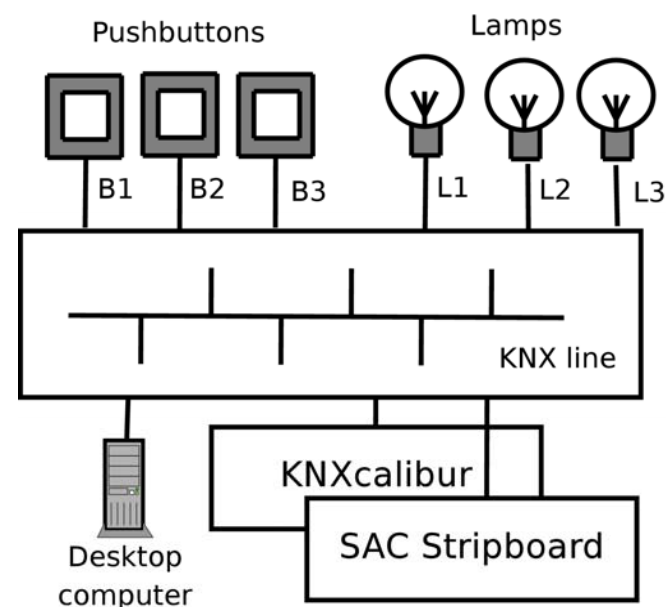 Pushbuttons
Lamps
B1
B2
B3
L1
L2
L3
KNX line
KNXcalibur
SAC Stripboard
Desktop
computer